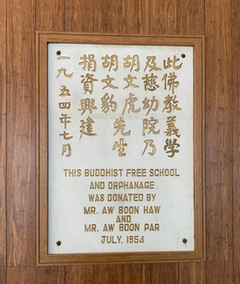 此佛教義學
及慈幼院乃
胡文虎
胡文豹
先生
捐資興建
一九五四年七月
THIS BUDDHIST FREE SCHOOL
AND ORPHANAGE
WAS DONATED BY
MR. AW BOON HAW
AND
MR. AW BOON PAR
JULY, 1954